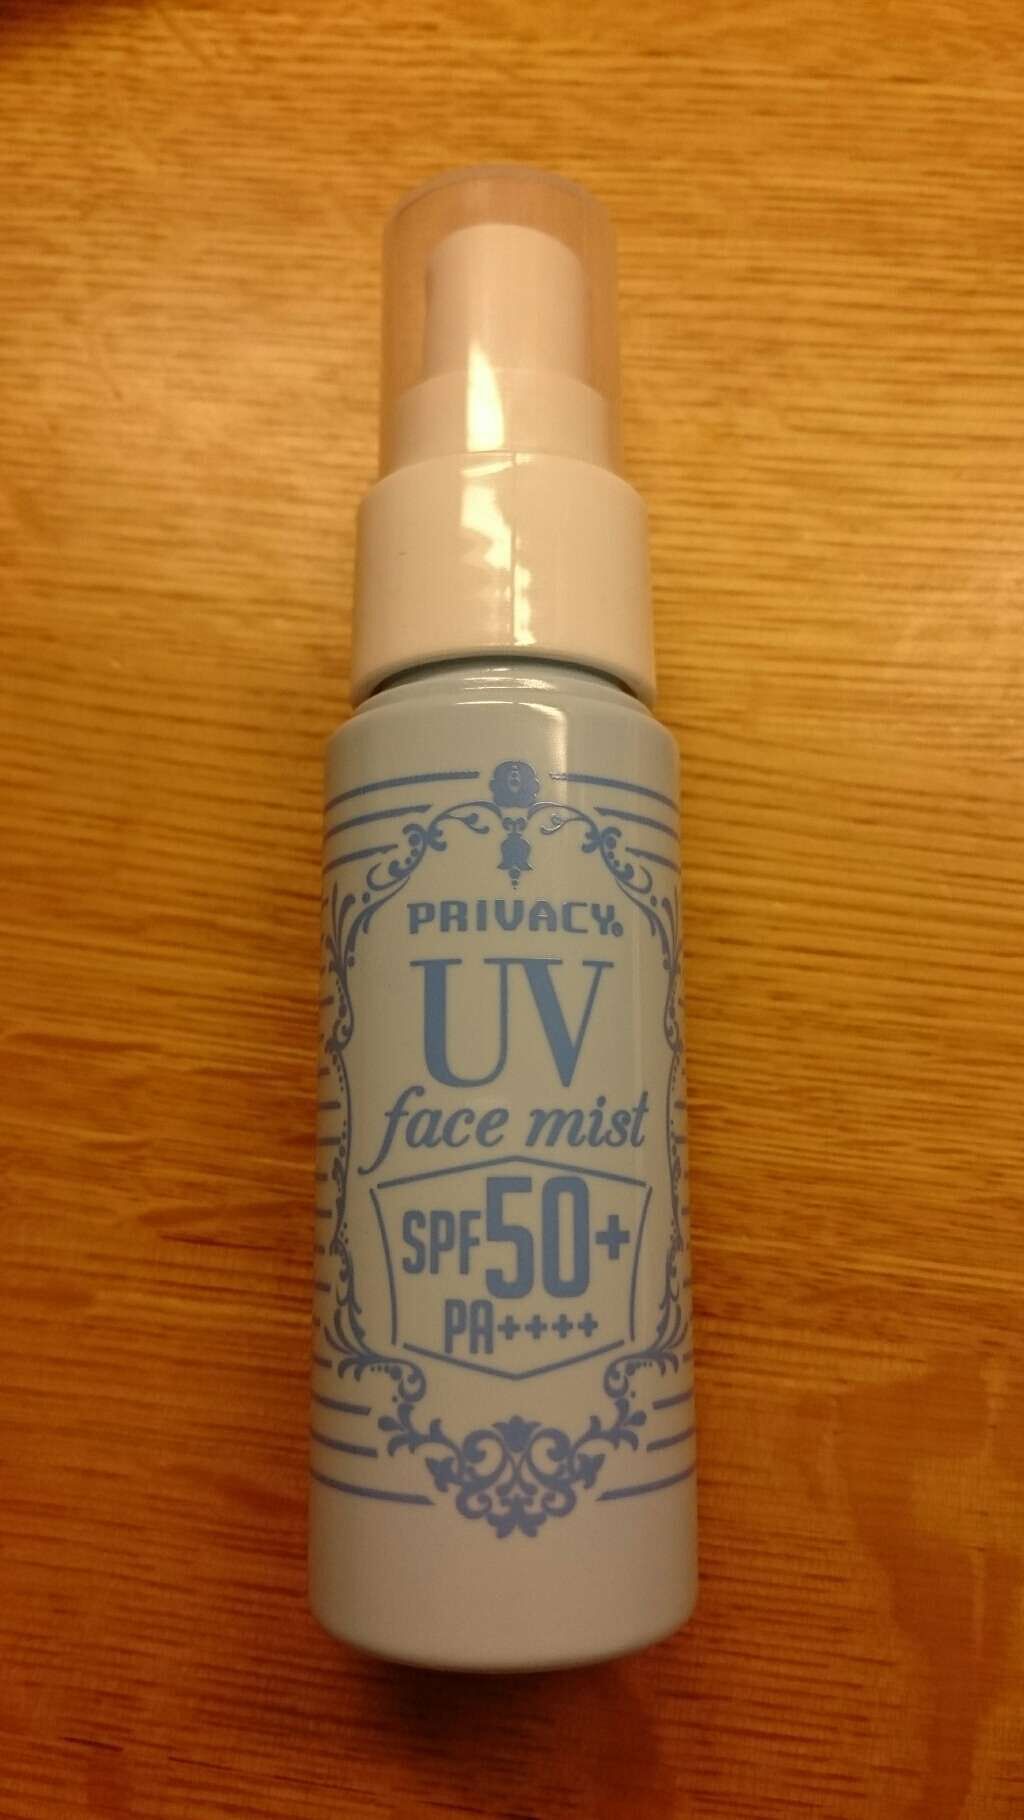 PRIVACY®
UV
face mist
SPF50+
PA++++